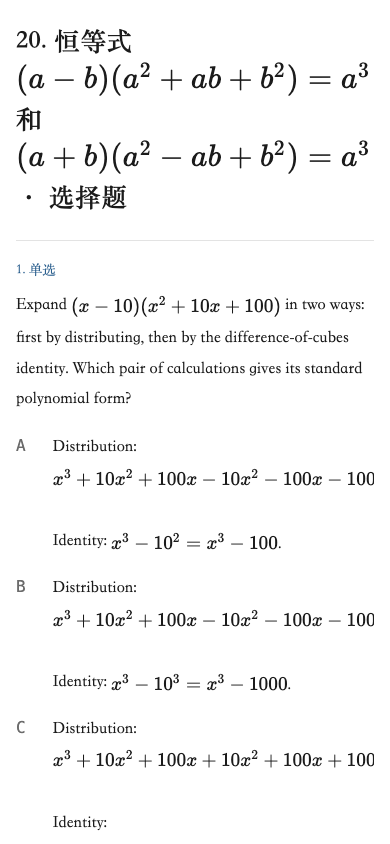 20. 恒等式
(a − b)(a² + ab + b²) = a³
和
(a + b)(a² − ab + b²) = a³
· 选择题
1. 单选
Expand (x − 10)(x² + 10x + 100) in two ways:
first by distributing, then by the difference-of-cubes
identity. Which pair of calculations gives its standard
polynomial form?
A Distribution:
x³ + 10x² + 100x − 10x² − 100x − 100
Identity: x³ − 10² = x³ − 100.
B Distribution:
x³ + 10x² + 100x − 10x² − 100x − 100
Identity: x³ − 10³ = x³ − 1000.
C Distribution:
x³ + 10x² + 100x + 10x² + 100x + 100
Identity: